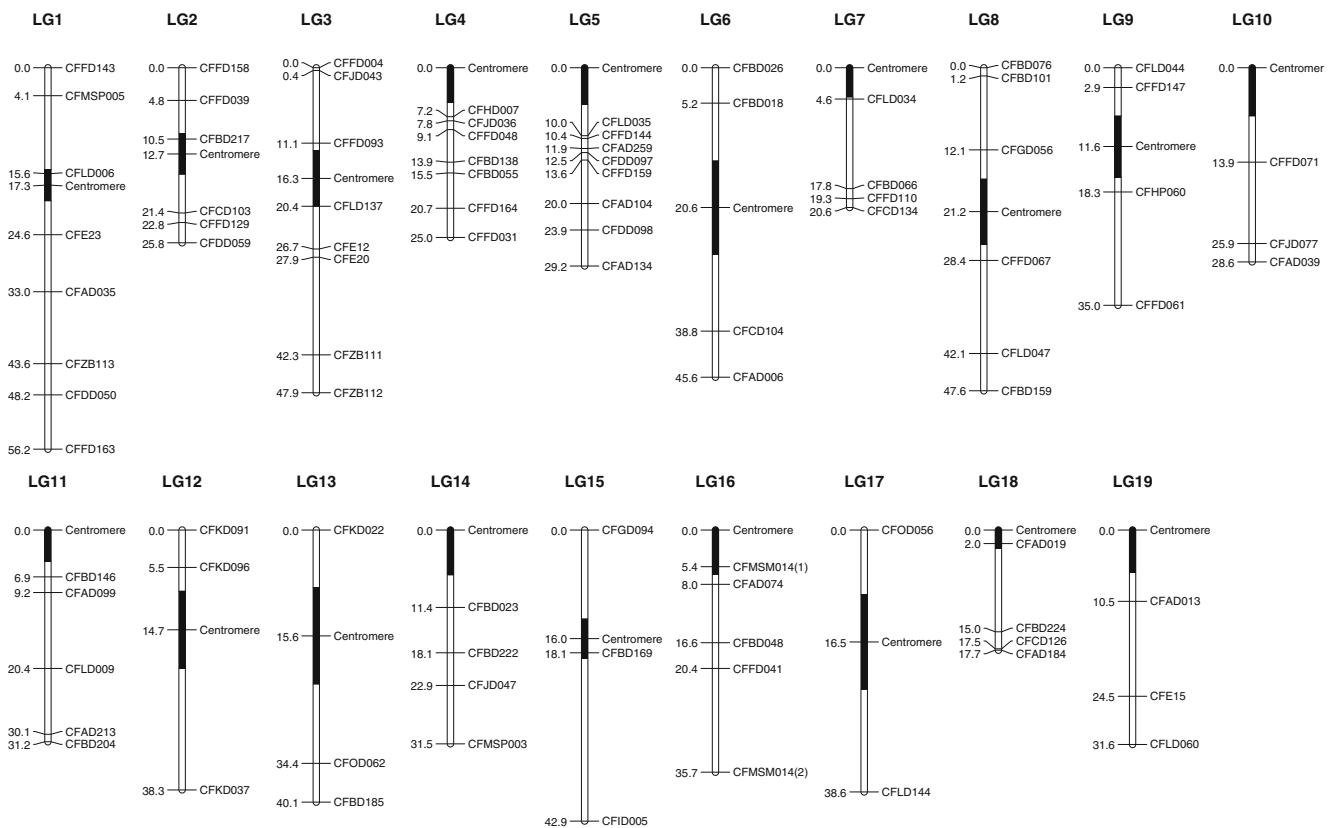 LG1 LG2 LG3 LG4 LG5 LG6 LG7 LG8 LG9 LG10
0.0 CFFD143
4.1 CFMSP005
15.6 CFLD006
17.3 Centromere
24.6 CFE23
33.0 CFAD035
43.6 CFZB113
48.2 CFDD050
56.2 CFFD163
0.0 CFFD158
4.8 CFFD039
10.5 CFBD217
12.7 Centromere
21.4 CFCD103
22.8 CFFD129
25.8 CFDD059
0.0 CFFD004
0.4 CFJD043
11.1 CFFD093
16.3 Centromere
20.4 CFLD137
26.7 CFE12
27.9 CFE20
42.3 CFZB111
47.9 CFZB112
0.0 Centromere
7.2 CFHD007
7.8 CFJD036
9.1 CFFD048
13.9 CFBD138
15.5 CFBD055
20.7 CFFD164
25.0 CFFD031
0.0 Centromere
10.0 CFLD035
10.4 CFFD144
11.9 CFAD259
12.5 CFDD097
13.6 CFFD159
20.0 CFAD104
23.9 CFDD098
29.2 CFAD134
0.0 CFBD026
5.2 CFBD018
20.6 Centromere
38.8 CFCD104
45.6 CFAD006
0.0 Centromere
4.6 CFLD034
17.8 CFBD066
19.3 CFFD110
20.6 CFCD134
0.0 CFBD076
1.2 CFBD101
12.1 CFGD056
21.2 Centromere
28.4 CFFD067
42.1 CFLD047
47.6 CFBD159
0.0 CFLD044
2.9 CFFD147
11.6 Centromere
18.3 CFHP060
35.0 CFFD061
0.0 Centromer
13.9 CFFD071
25.9 CFJD077
28.6 CFAD039
LG11 LG12 LG13 LG14 LG15 LG16 LG17 LG18 LG19
0.0 Centromere
6.9 CFBD146
9.2 CFAD099
20.4 CFLD009
30.1 CFAD213
31.2 CFBD204
0.0 CFKD091
5.5 CFKD096
14.7 Centromere
38.3 CFKD037
0.0 CFKD022
15.6 Centromere
34.4 CFOD062
40.1 CFBD185
0.0 Centromere
11.4 CFBD023
18.1 CFBD222
22.9 CFJD047
31.5 CFMSP003
0.0 CFGD094
16.0 Centromere
18.1 CFBD169
42.9 CFID005
0.0 Centromere
5.4 CFMSM014(1)
8.0 CFAD074
16.6 CFBD048
20.4 CFFD041
35.7 CFMSM014(2)
0.0 CFOD056
16.5 Centromere
38.6 CFLD144
0.0 Centromere
2.0 CFAD019
15.0 CFBD224
17.5 CFCD126
17.7 CFAD184
0.0 Centromere
10.5 CFAD013
24.5 CFE15
31.6 CFLD060